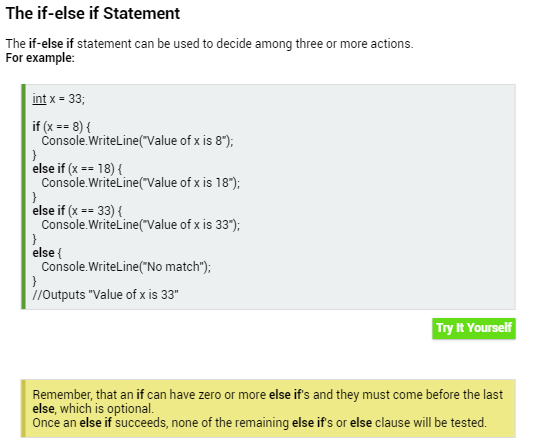 The if-else if Statement
The if-else if statement can be used to decide among three or more actions.
For example:
int x = 33;
if (x == 8) {
Console.WriteLine("Value of x is 8");
}
else if (x == 18) {
Console.WriteLine("Value of x is 18");
}
else if (x == 33) {
Console.WriteLine("Value of x is 33");
}
else {
Console.WriteLine("No match");
}
//Outputs "Value of x is 33"
Try It Yourself
Remember, that an if can have zero or more else if's and they must come before the last
else, which is optional.
Once an else if succeeds, none of the remaining else if's or else clause will be tested.